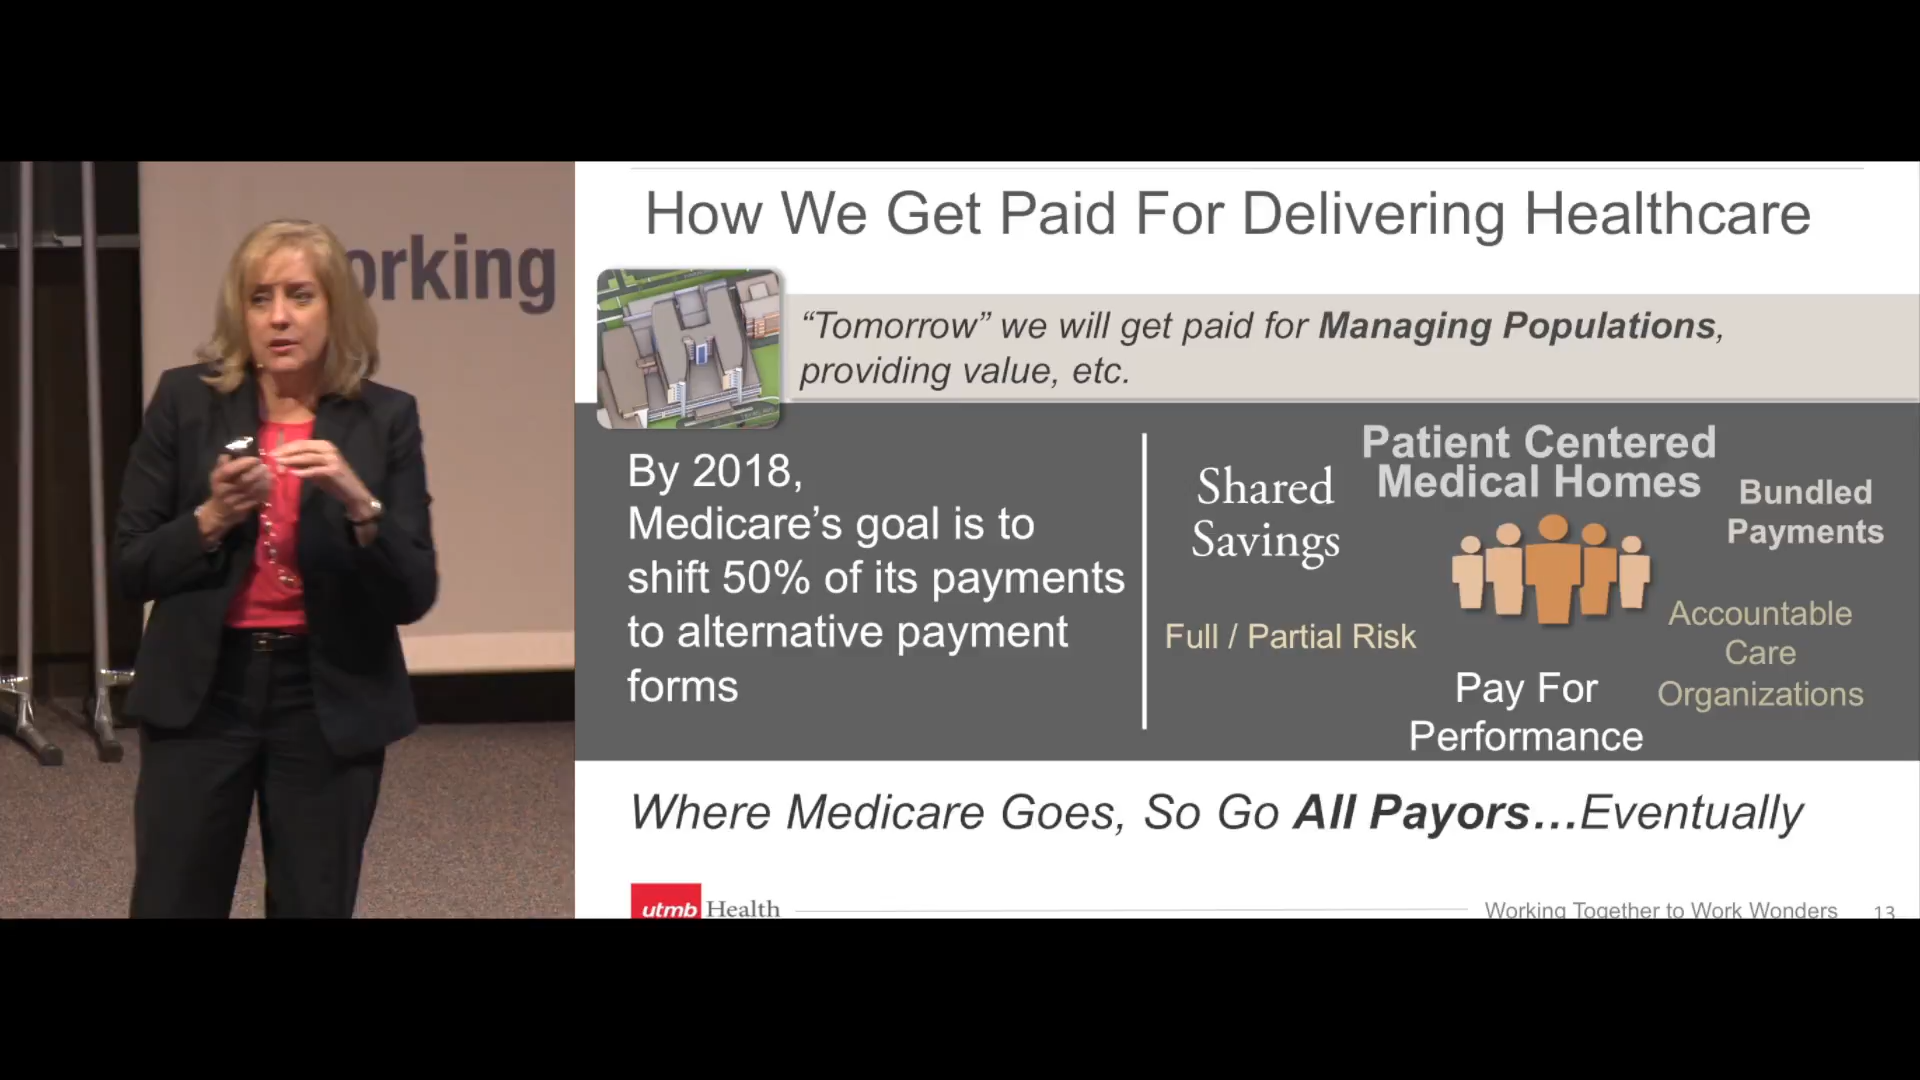 orking
How We Get Paid For Delivering Healthcare
“Tomorrow” we will get paid for Managing Populations,
providing value, etc.
By 2018,
Medicare’s goal is to
shift 50% of its payments
to alternative payment
forms
Shared
Savings
Patient Centered
Medical Homes
Bundled
Payments
Full / Partial Risk
Accountable
Care
Organizations
Pay For
Performance
Where Medicare Goes, So Go All Payors...Eventually
utmb Health
Working Together to Work Wonders
13